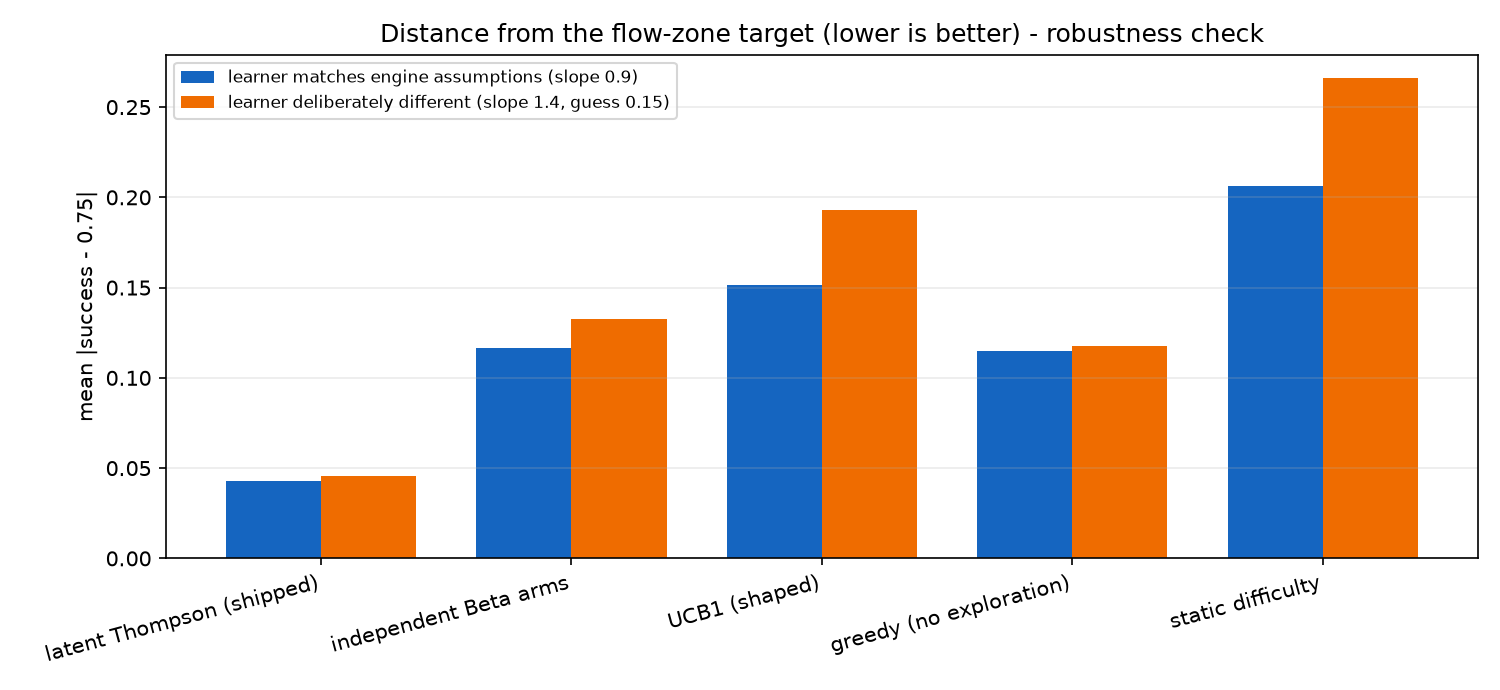 Distance from the flow-zone target (lower is better) - robustness check
learner matches engine assumptions (slope 0.9)
learner deliberately different (slope 1.4, guess 0.15)
mean |success - 0.75|
0.25
0.20
0.15
0.10
0.05
0.00
latent Thompson (shipped)
independent Beta arms
UCB1 (shaped)
greedy (no exploration)
static difficulty